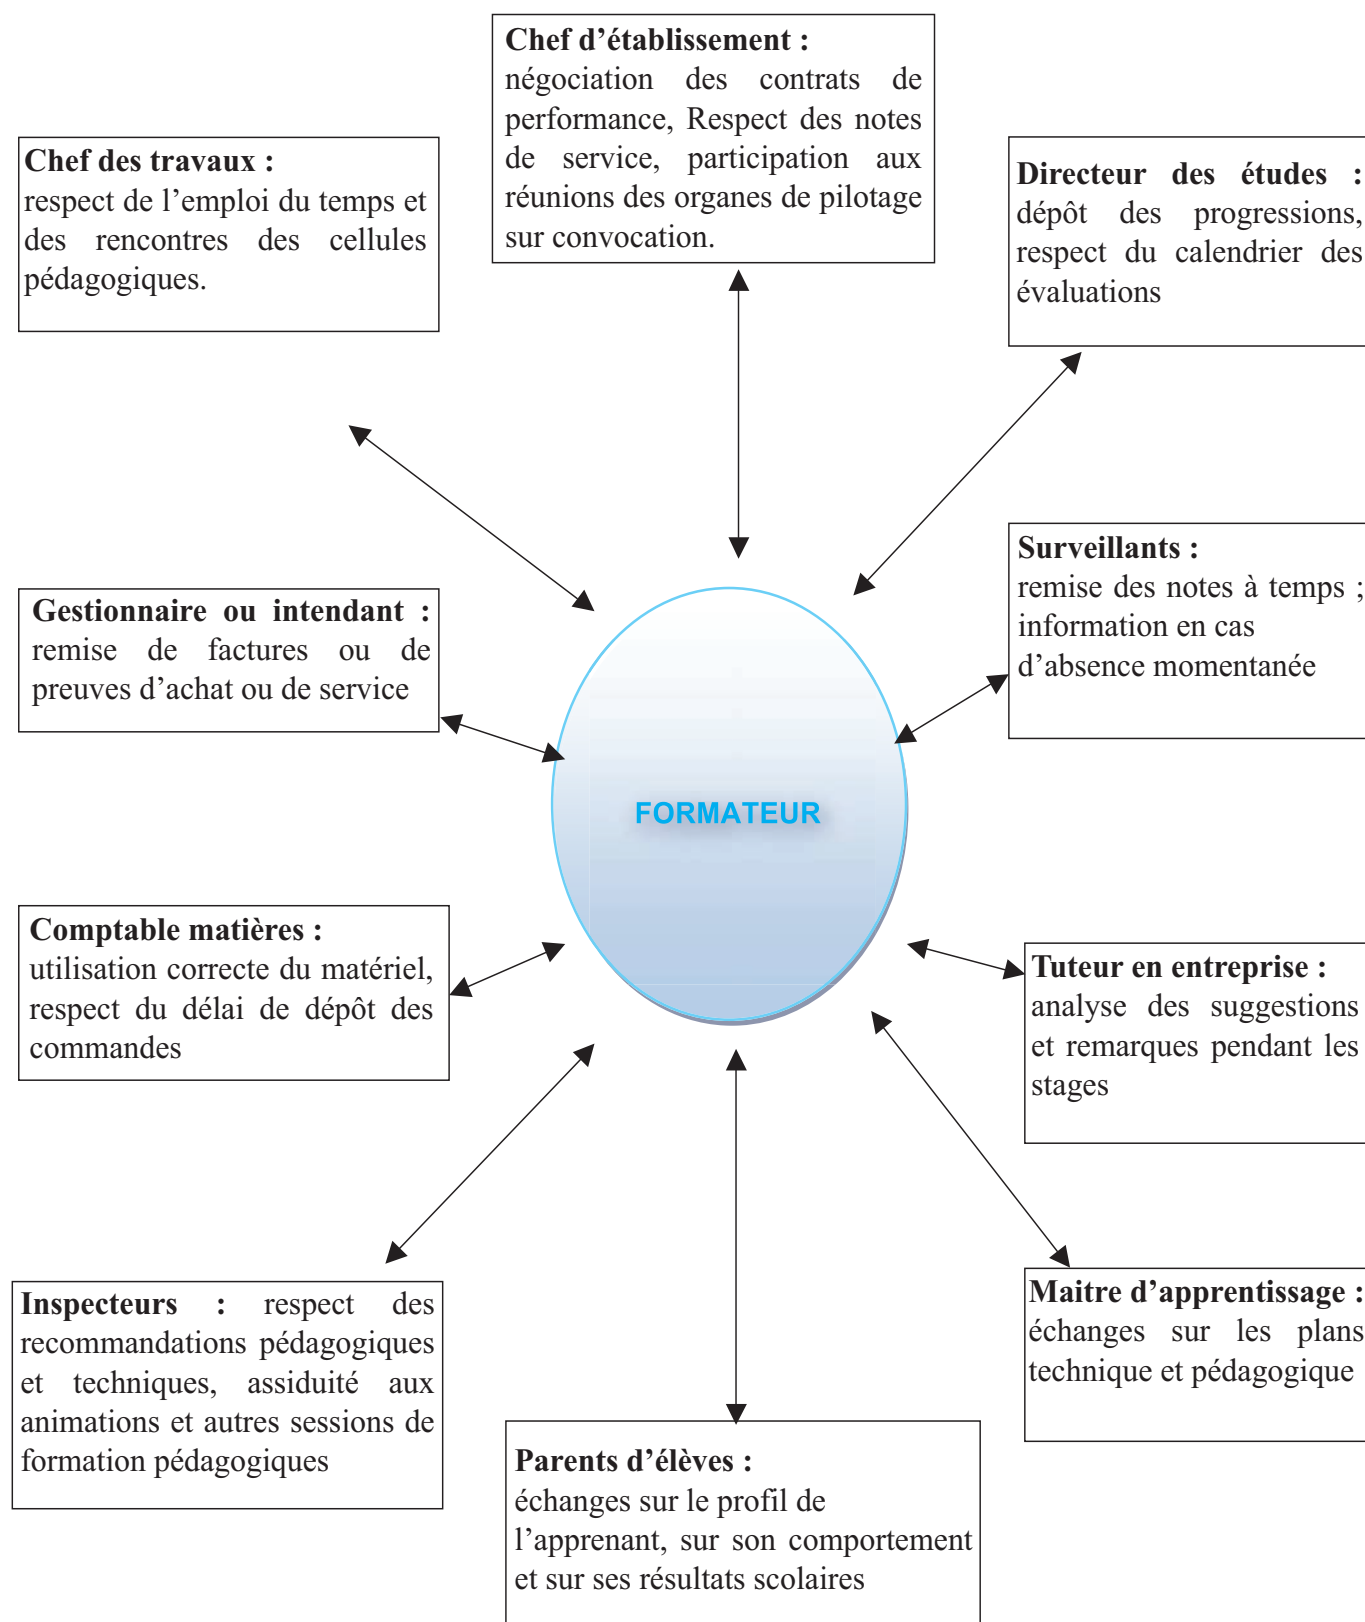 Chef d’établissement :
négociation des contrats de
performance, Respect des notes
de service, participation aux
réunions des organes de pilotage
sur convocation.
Chef des travaux :
respect de l’emploi du temps et
des rencontres des cellules
pédagogiques.
Directeur des études :
dépôt des progressions,
respect du calendrier des
évaluations
Surveillants :
remise des notes à temps ;
information en cas
d’absence momentanée
Gestionnaire ou intendant :
remise de factures ou de
preuves d’achat ou de service
FORMATEUR
Comptable matières :
utilisation correcte du matériel,
respect du délai de dépôt des
commandes
Tuteur en entreprise :
analyse des suggestions
et remarques pendant les
stages
Inspecteurs : respect des
recommandations pédagogiques
et techniques, assiduité aux
animations et autres sessions de
formation pédagogiques
Maitre d’apprentissage :
échanges sur les plans
technique et pédagogique
Parents d’élèves :
échanges sur le profil de
l’apprenant, sur son comportement
et sur ses résultats scolaires